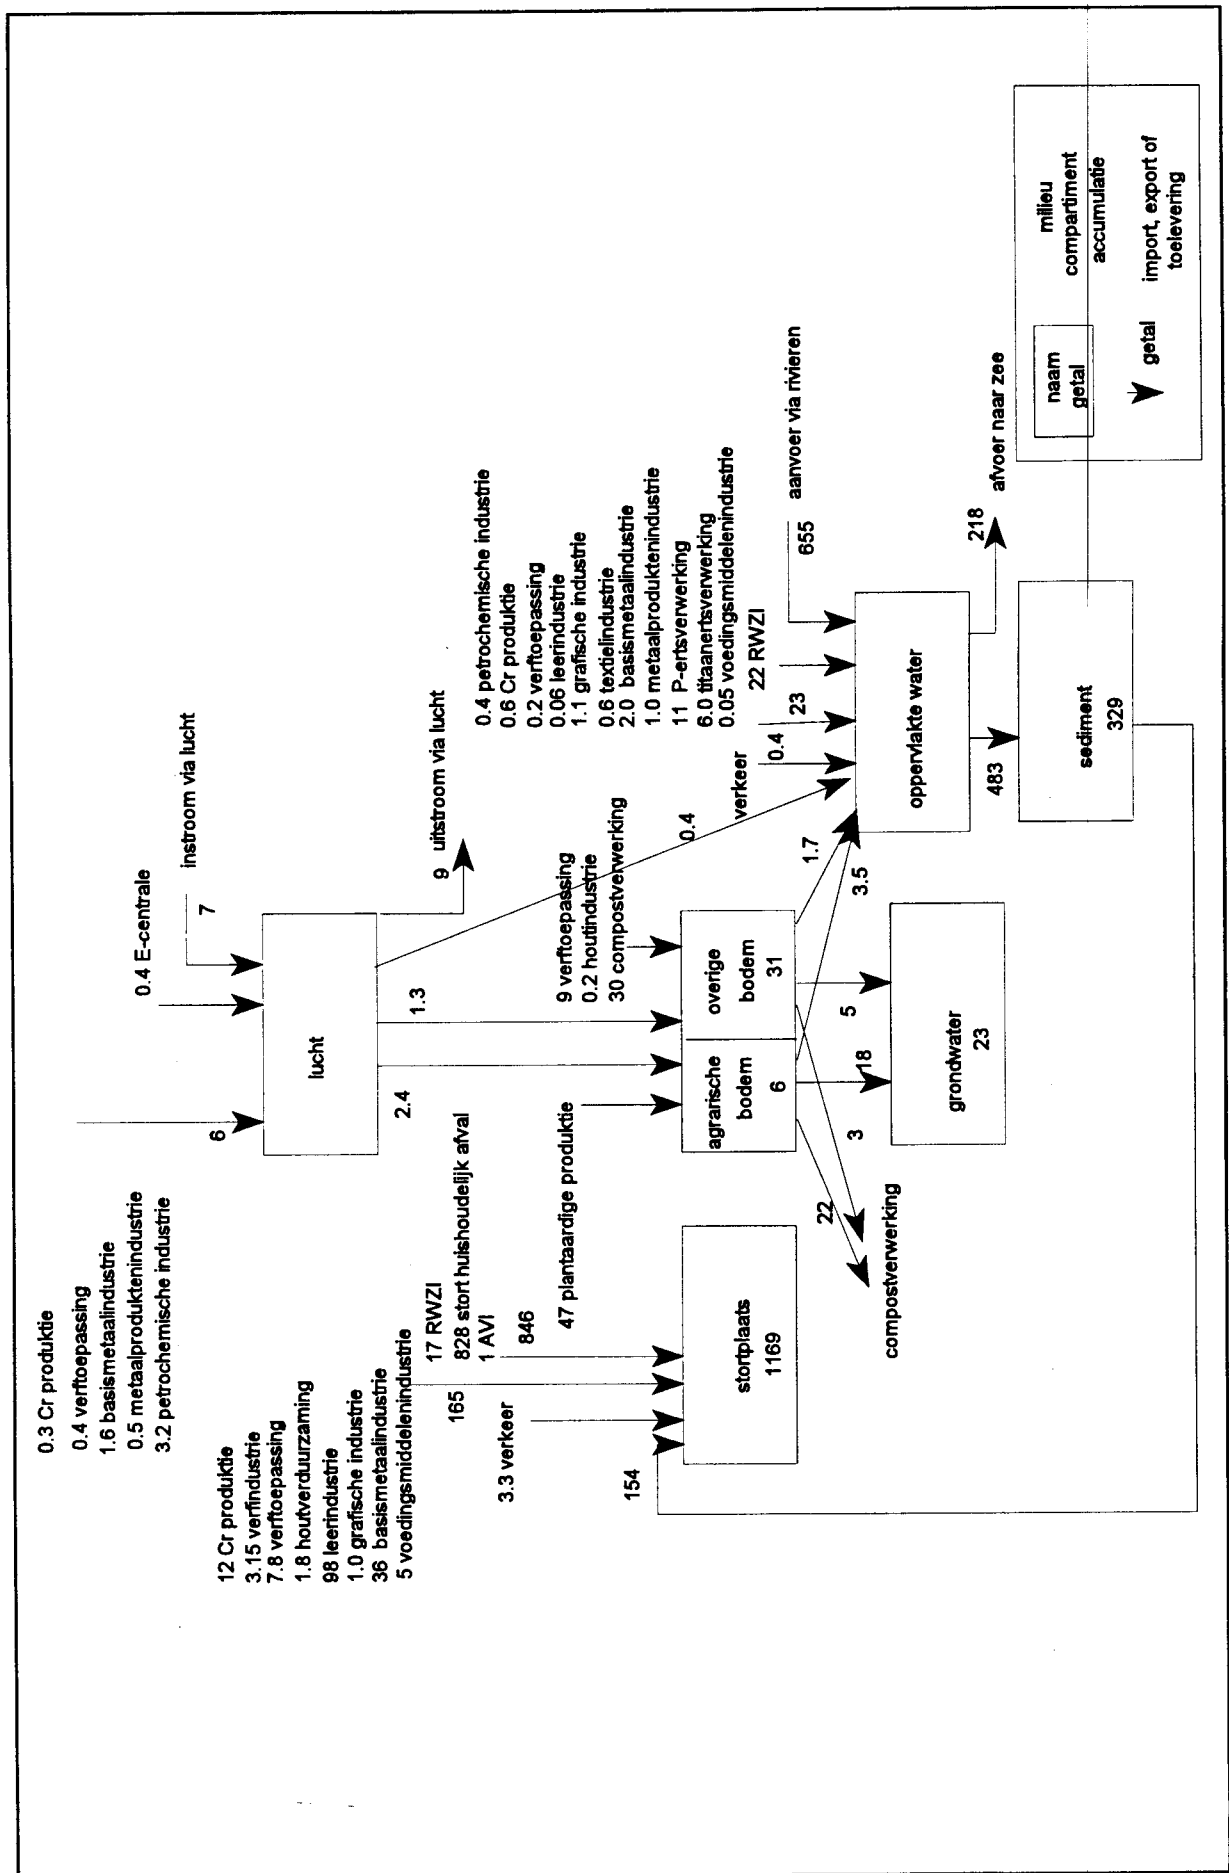 0.3 Cr produktie
0.4 verftoepassing
1.6 basismetaalindustrie
0.5 metaalproduktenindustrie
3.2 petrochemische industrie
6
0.4 E-centrale
instroom via lucht
7
lucht
9 uitstroom via lucht
2.4
1.3
0.4
12 Cr produktie
3.15 verfindustrie
7.8 verftoepassing
1.8 houtverduurzaming
98 leerindustrie
1.0 grafische industrie
36 basismetaalindustrie
5 voedingsmiddelenindustrie
165
17 RWZI
828 stort huishoudelijk afval
1 AVI
846
3.3 verkeer
154
47 plantaardige produktie
9 verftoepassing
0.2 houtindustrie
30 compostverwerking
0.4 petrochemische industrie
0.6 Cr produktie
0.2 verftoepassing
0.06 leerindustrie
1.1 grafische industrie
0.6 textielindustrie
2.0 basismetaalindustrie
1.0 metaalproduktenindustrie
11 P-ertsverwerking
6.0 titaanertsverwerking
0.05 voedingsmiddelenindustrie
verkeer
0.4
23
22 RWZI
655
aanvoer via rivieren
stortplaats
1169
agrarische
bodem
6
overige
bodem
31
22
3
18
5
1.7
3.5
compostverwerking
grondwater
23
oppervlakte water
218
afvoer naar zee
483
sediment
329
naam
getal
milieu
compartiment
accumulatie
getal
import, export of
toelevering